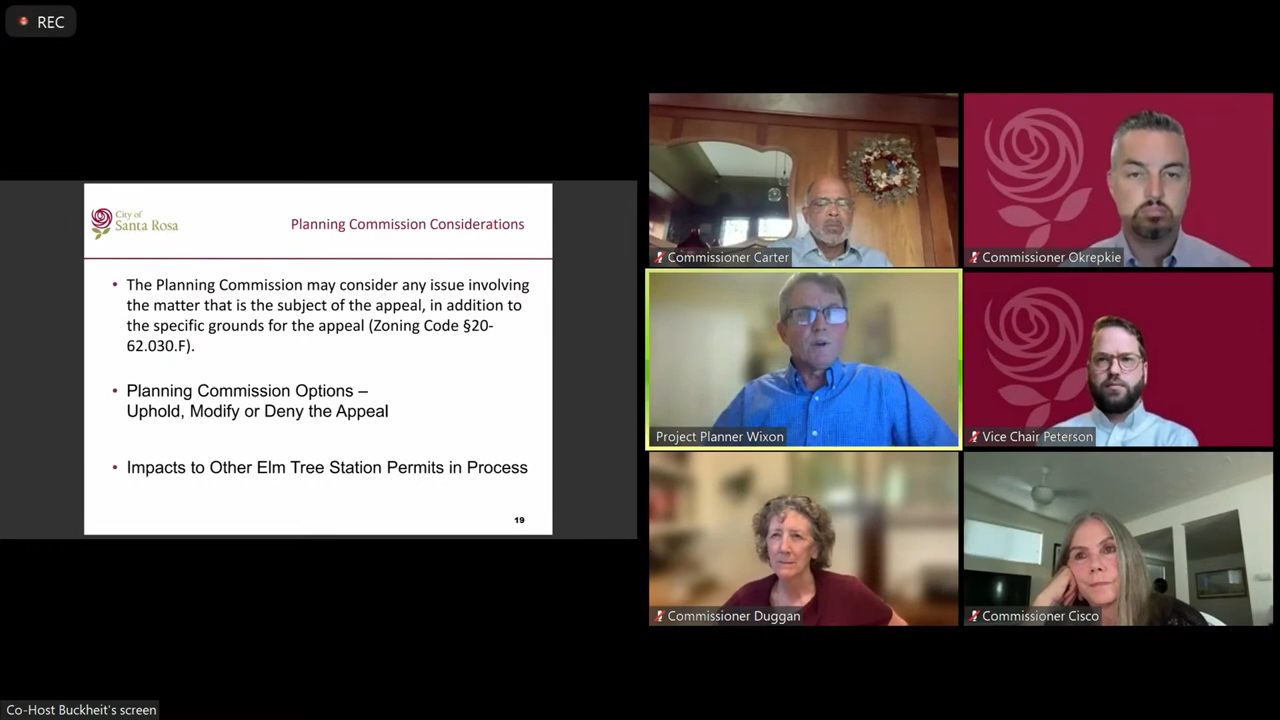 REC
City of
Santa Rosa
Planning Commission Considerations
• The Planning Commission may consider any issue involving
the matter that is the subject of the appeal, in addition to
the specific grounds for the appeal (Zoning Code §20-
62.030.F).
• Planning Commission Options –
Uphold, Modify or Deny the Appeal
• Impacts to Other Elm Tree Station Permits in Process
19
Commissioner Carter
Commissioner Okrepkie
Project Planner Wixon
Vice Chair Peterson
Commissioner Duggan
Commissioner Cisco
Co-Host Buckheit's screen